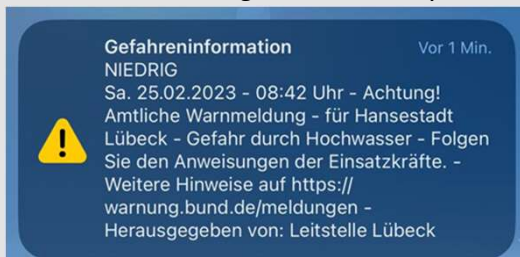 Gefahreninformation Vor 1 Min.
NIEDRIG
Sa. 25.02.2023 - 08:42 Uhr - Achtung!
Amtliche Warnmeldung - für Hansestadt
Lübeck - Gefahr durch Hochwasser - Folgen
Sie den Anweisungen der Einsatzkräfte. -
Weitere Hinweise auf https://
warnung.bund.de/meldungen -
Herausgegeben von: Leitstelle Lübeck